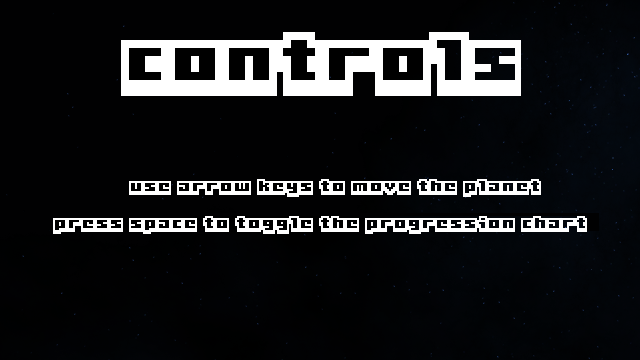 controls
use arrow keys to move the planet
press space to toggle the progression chart